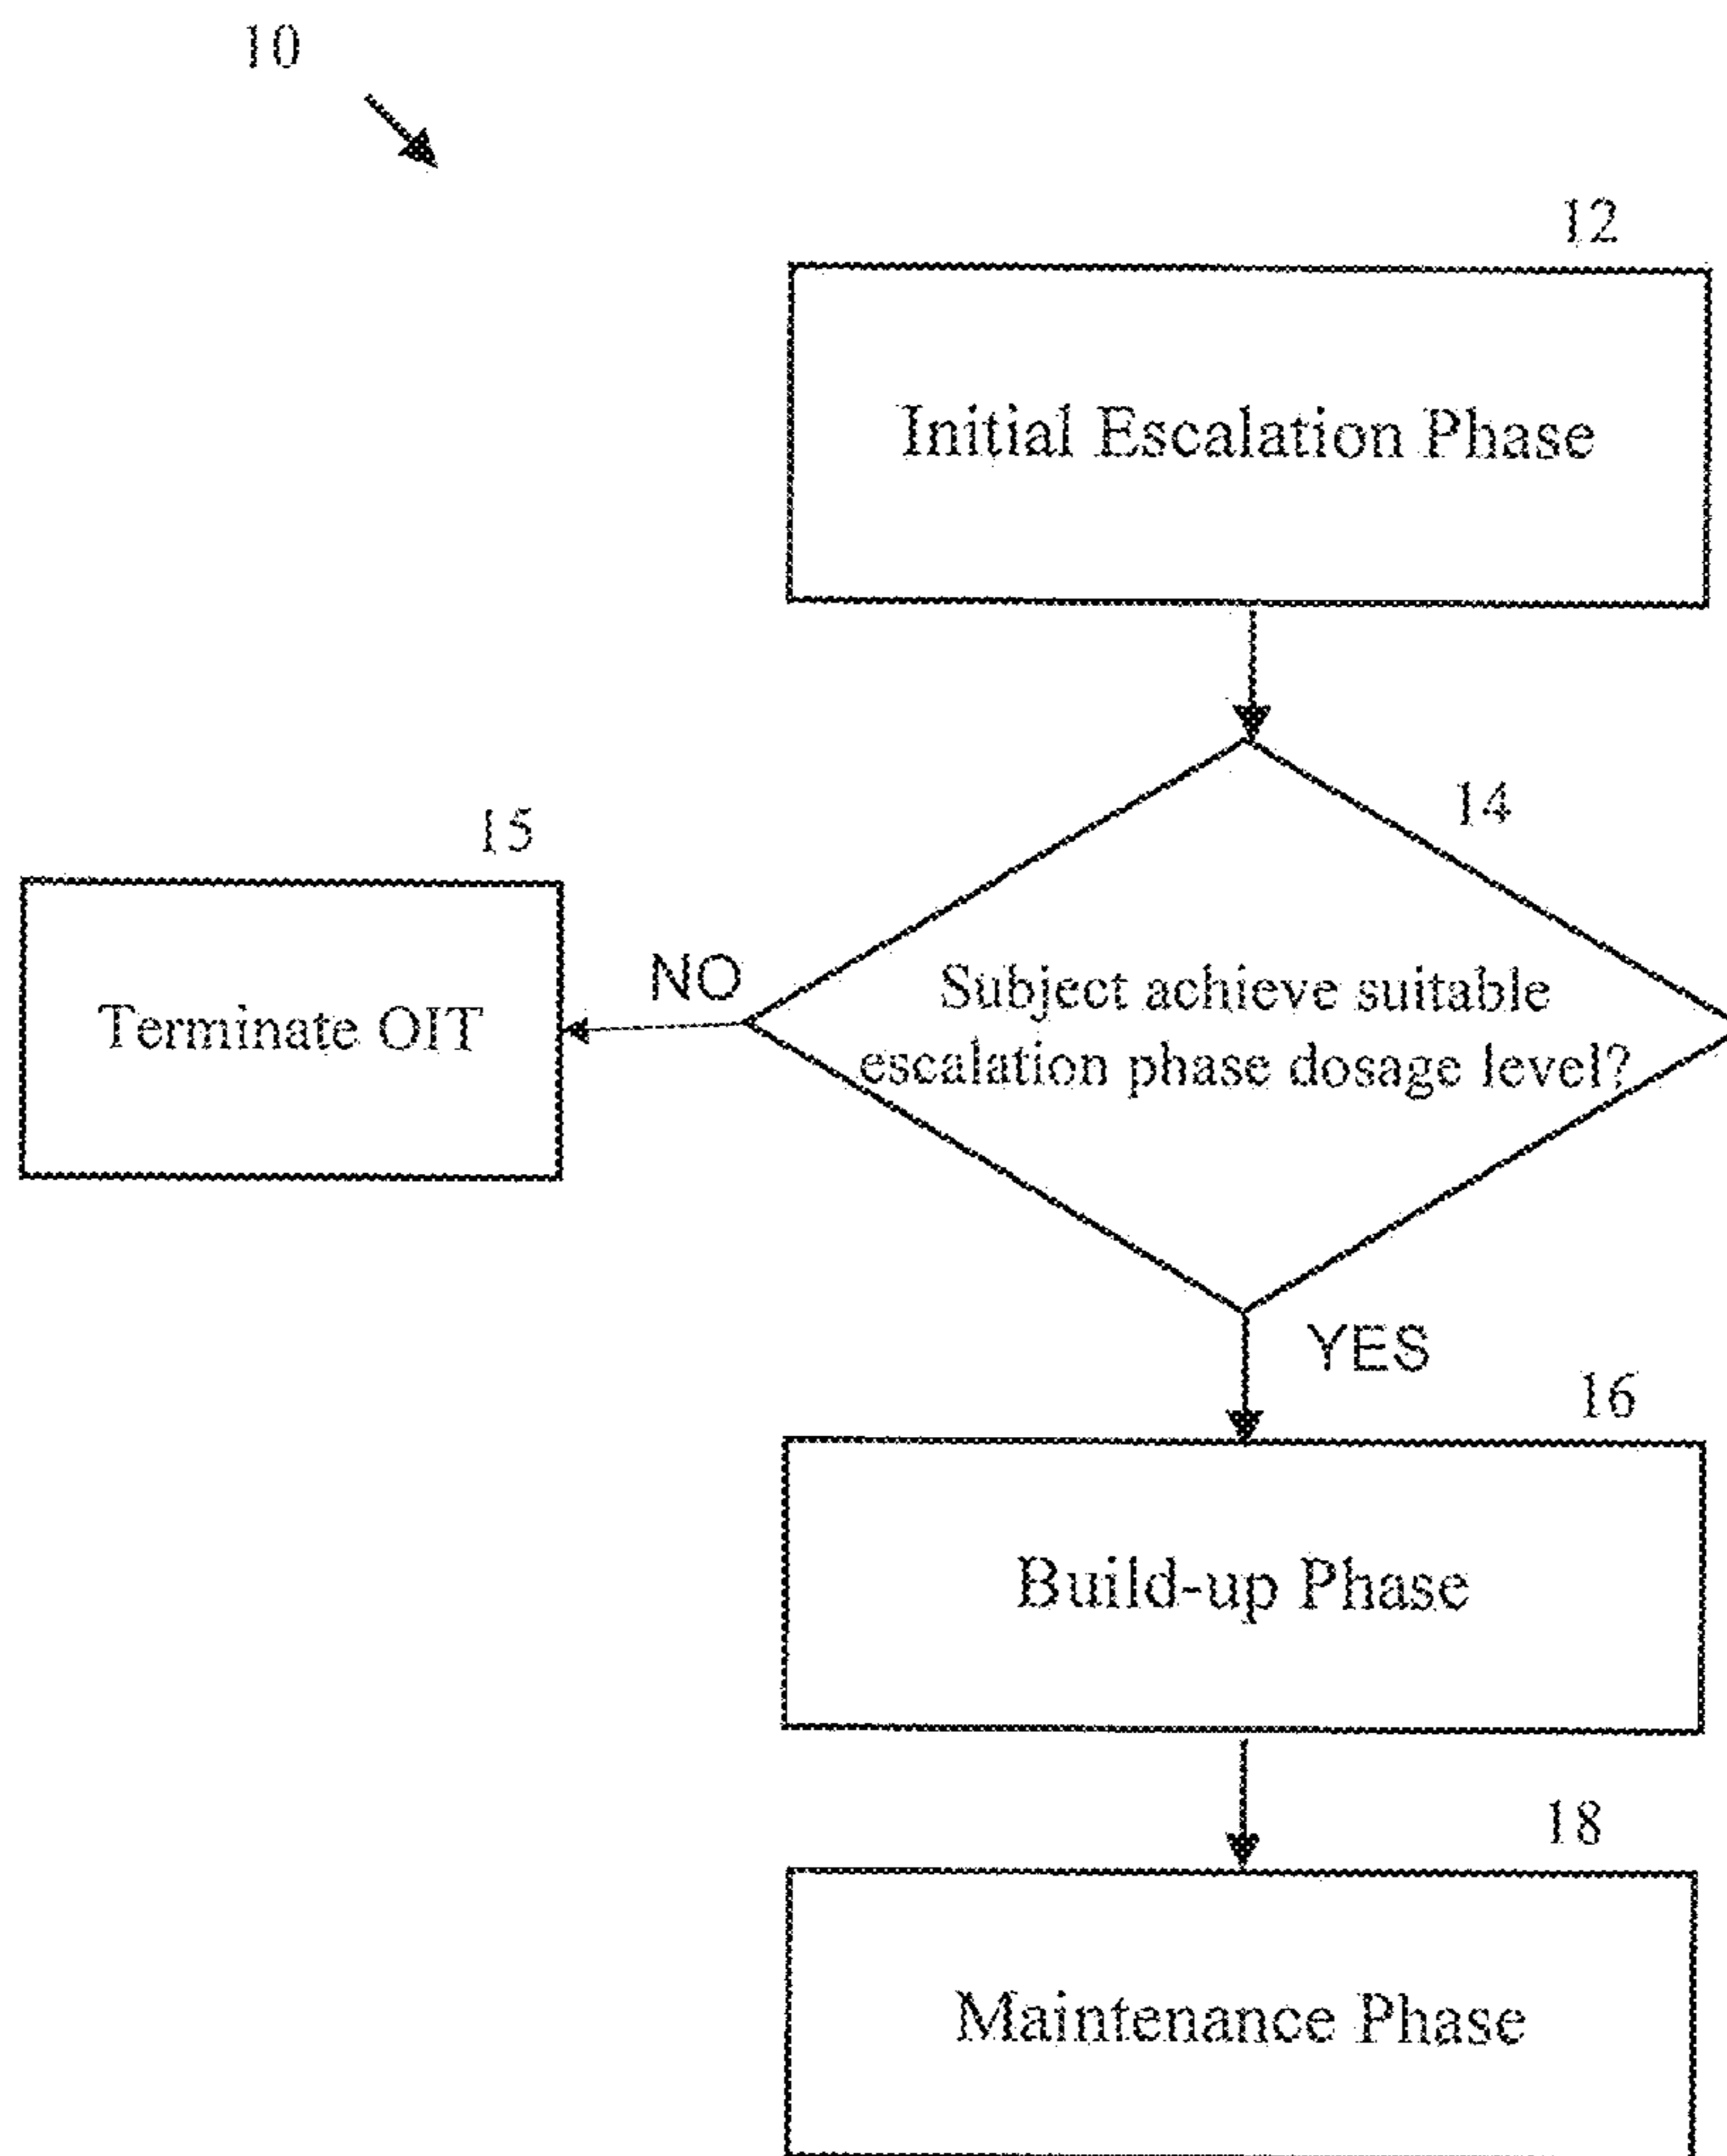 10
12
Initial Escalation Phase
14
15
Terminate OIT
NO
Subject achieve suitable
escalation phase dosage level?
YES
16
Build-up Phase
18
Maintenance Phase